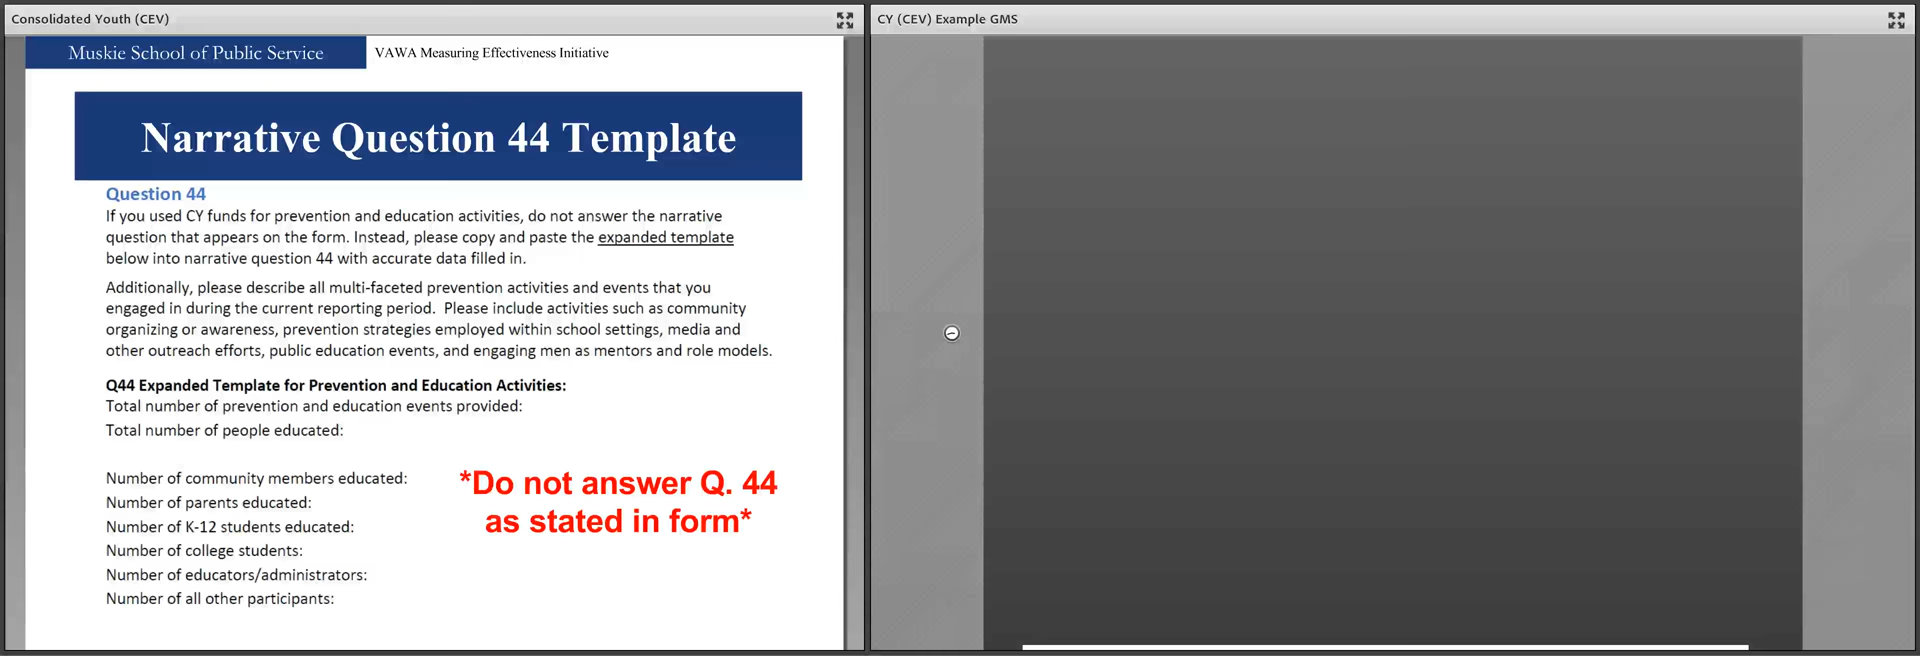 Consolidated Youth (CEV)
CY (CEV) Example GMS
Muskie School of Public Service
VAWA Measuring Effectiveness Initiative
Narrative Question 44 Template
Question 44
If you used CY funds for prevention and education activities, do not answer the narrative
question that appears on the form. Instead, please copy and paste the expanded template
below into narrative question 44 with accurate data filled in.
Additionally, please describe all multi-faceted prevention activities and events that you
engaged in during the current reporting period.  Please include activities such as community
organizing or awareness, prevention strategies employed within school settings, media and
other outreach efforts, public education events, and engaging men as mentors and role models.
Q44 Expanded Template for Prevention and Education Activities:
Total number of prevention and education events provided:
Total number of people educated:
Number of community members educated:
Number of parents educated:
Number of K-12 students educated:
Number of college students:
Number of educators/administrators:
Number of all other participants:
*Do not answer Q. 44
as stated in form*